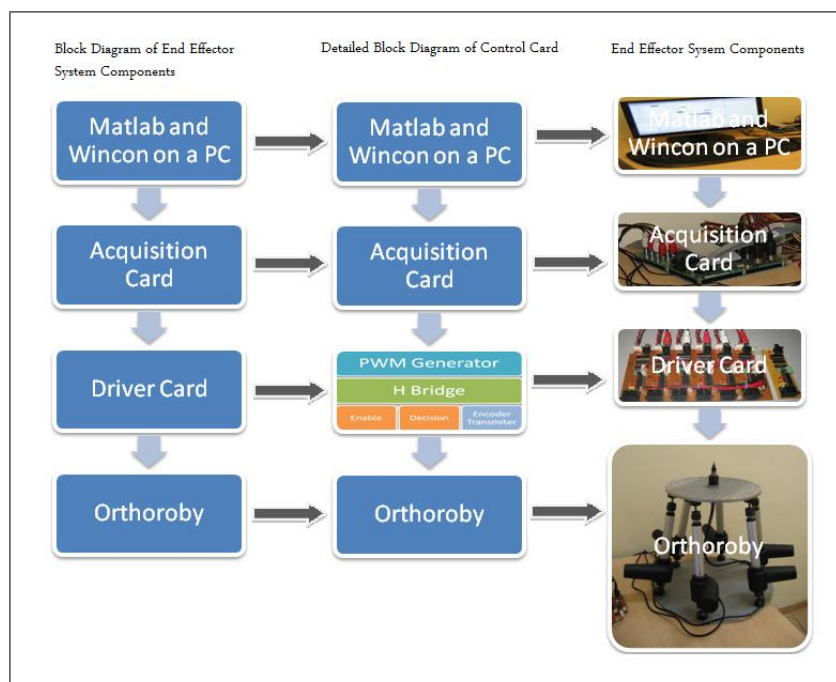 Block Diagram of End Effector
System Components
Detailed Block Diagram of Control Card
End Effector Sysem Components
Matlab and
Wincon on a PC
Matlab and
Wincon on a PC
Matlab and
Wincon on a PC
Acquisition
Card
Acquisition
Card
Acquisition
Card
Driver Card
PWM Generator
H Bridge
Enable
Decision
Encoder
Transmiter
Driver Card
Orthoroby
Orthoroby
Orthoroby